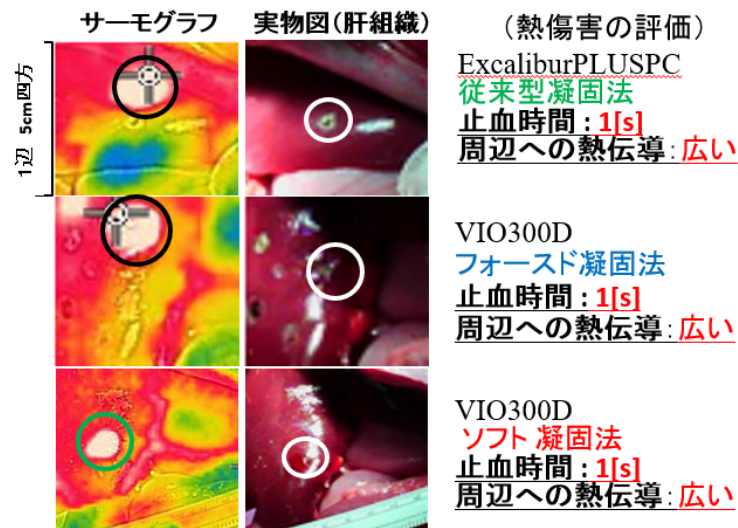 サーモグラフ
実物図(肝組織)
(熱傷害の評価)
1辺 5cm四方
ExcaliburPLUSPC
従来型凝固法
止血時間:1[s]
周辺への熱伝導:広い
VIO300D
フォースド凝固法
止血時間:1[s]
周辺への熱伝導:広い
VIO300D
ソフト 凝固法
止血時間:1[s]
周辺への熱伝導:広い